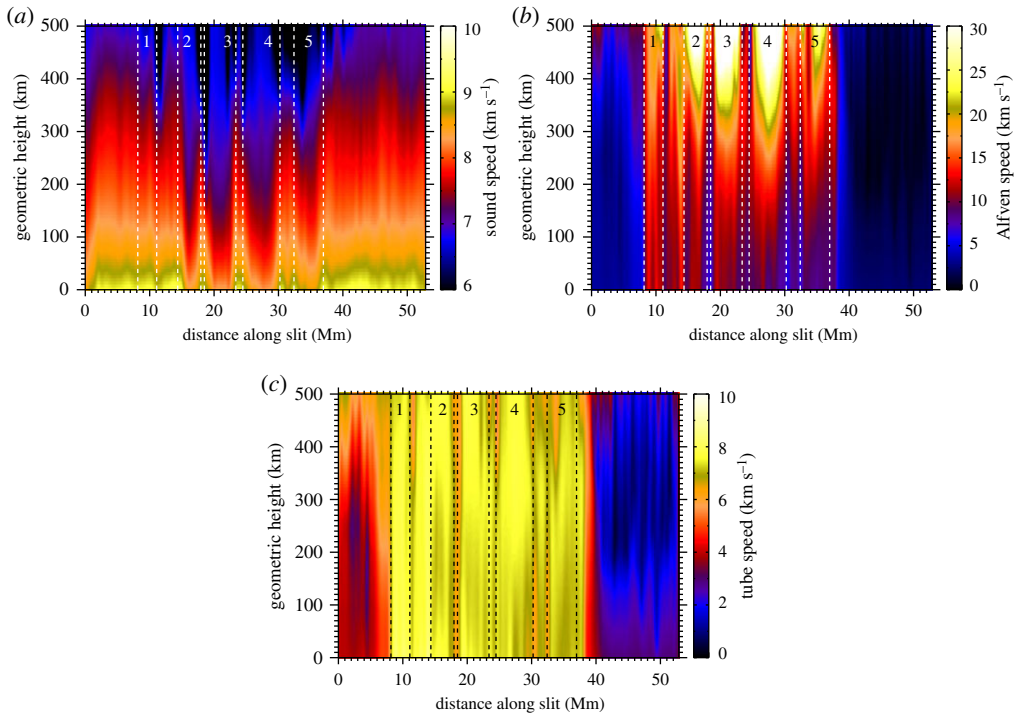 (a)
500
400
300
200
100
0
geometric height (km)
1 2 3 4 5
0 10 20 30 40 50
distance along slit (Mm)
10
9
8
7
6
sound speed (km s⁻¹)
(b)
500
400
300
200
100
0
geometric height (km)
1 2 3 4 5
0 10 20 30 40 50
distance along slit (Mm)
30
25
20
15
10
5
0
Alfven speed (km s⁻¹)
(c)
500
400
300
200
100
0
geometric height (km)
1 2 3 4 5
0 10 20 30 40 50
distance along slit (Mm)
10
8
6
4
2
0
tube speed (km s⁻¹)